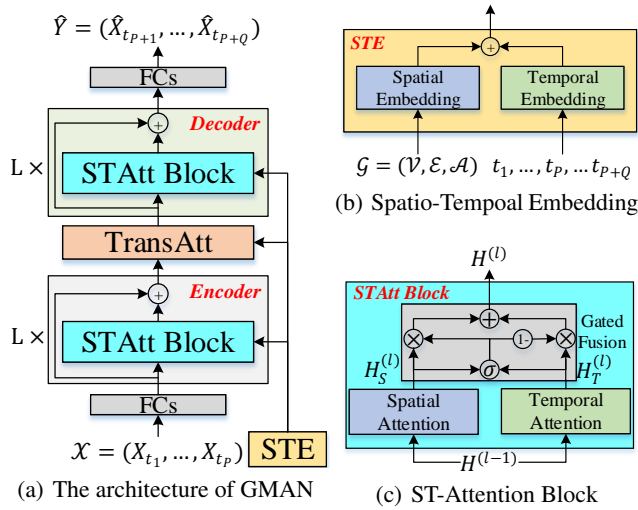 Ŷ = (X̂_{t_{P+1}}, … , X̂_{t_{P+Q}})
FCs
+
Decoder
L ×
STAtt Block
TransAtt
+
Encoder
L ×
STAtt Block
FCs
𝒳 = (X_{t_1}, … , X_{t_P})
STE
(a) The architecture of GMAN
STE
+
Spatial Embedding
Temporal Embedding
𝒢 = (𝒱, ℰ, 𝒜)
t_1, … , t_P, … t_{P+Q}
(b) Spatio-Tempoal Embedding
H^{(l)}
STAtt Block
+
Gated Fusion
×
1-
×
H_S^{(l)}
σ
H_T^{(l)}
Spatial Attention
Temporal Attention
H^{(l−1)}
(c) ST-Attention Block